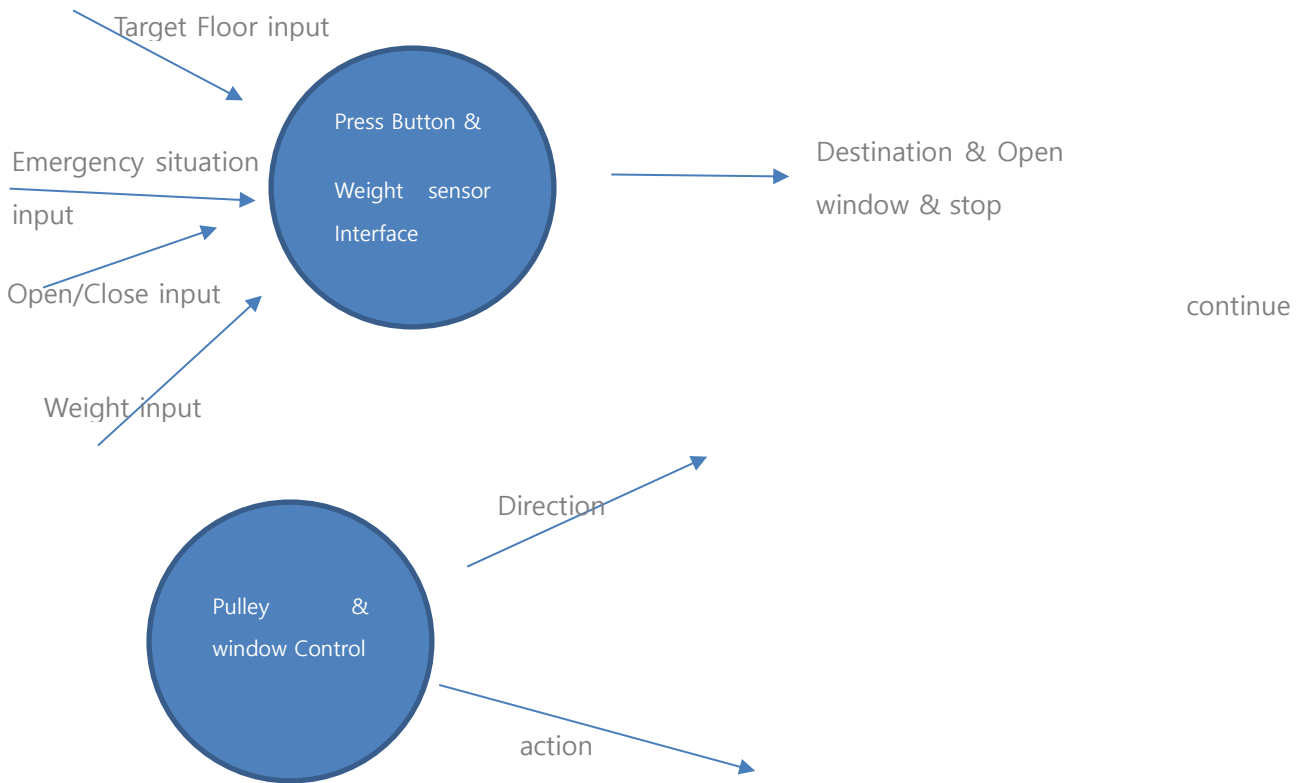 Target Floor input
Press Button &
Weight sensor
Interface
Emergency situation
input
Open/Close input
Weight input
Destination & Open
window & stop
continue
Direction
Pulley &
window Control
action